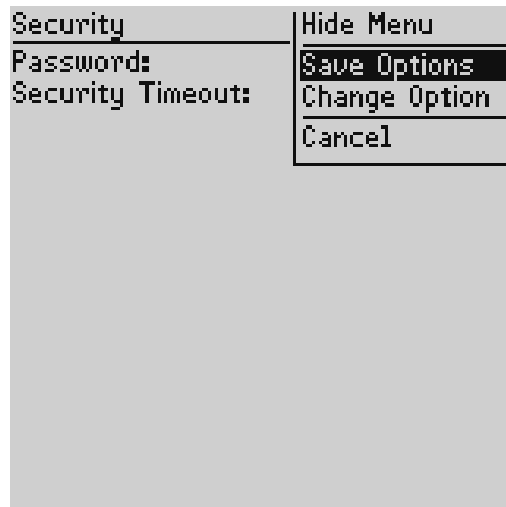 Security
Password:
Security Timeout:
Hide Menu
Save Options
Change Option
Cancel